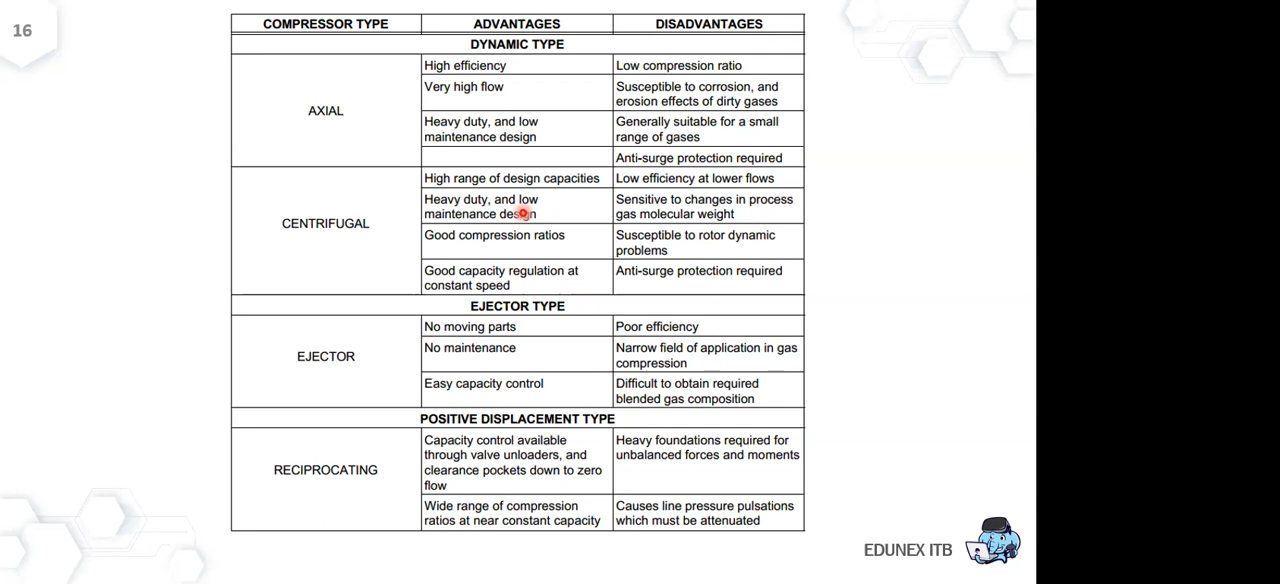 16
COMPRESSOR TYPE ADVANTAGES DISADVANTAGES
DYNAMIC TYPE
AXIAL
High efficiency
Low compression ratio
Very high flow
Susceptible to corrosion, and
erosion effects of dirty gases
Heavy duty, and low
maintenance design
Generally suitable for a small
range of gases
Anti-surge protection required
CENTRIFUGAL
High range of design capacities
Low efficiency at lower flows
Heavy duty, and low
maintenance design
Sensitive to changes in process
gas molecular weight
Good compression ratios
Susceptible to rotor dynamic
problems
Good capacity regulation at
constant speed
Anti-surge protection required
EJECTOR TYPE
EJECTOR
No moving parts
Poor efficiency
No maintenance
Narrow field of application in gas
compression
Easy capacity control
Difficult to obtain required
blended gas composition
POSITIVE DISPLACEMENT TYPE
RECIPROCATING
Capacity control available
through valve unloaders, and
clearance pockets down to zero
flow
Heavy foundations required for
unbalanced forces and moments
Wide range of compression
ratios at near constant capacity
Causes line pressure pulsations
which must be attenuated
EDUNEX ITB